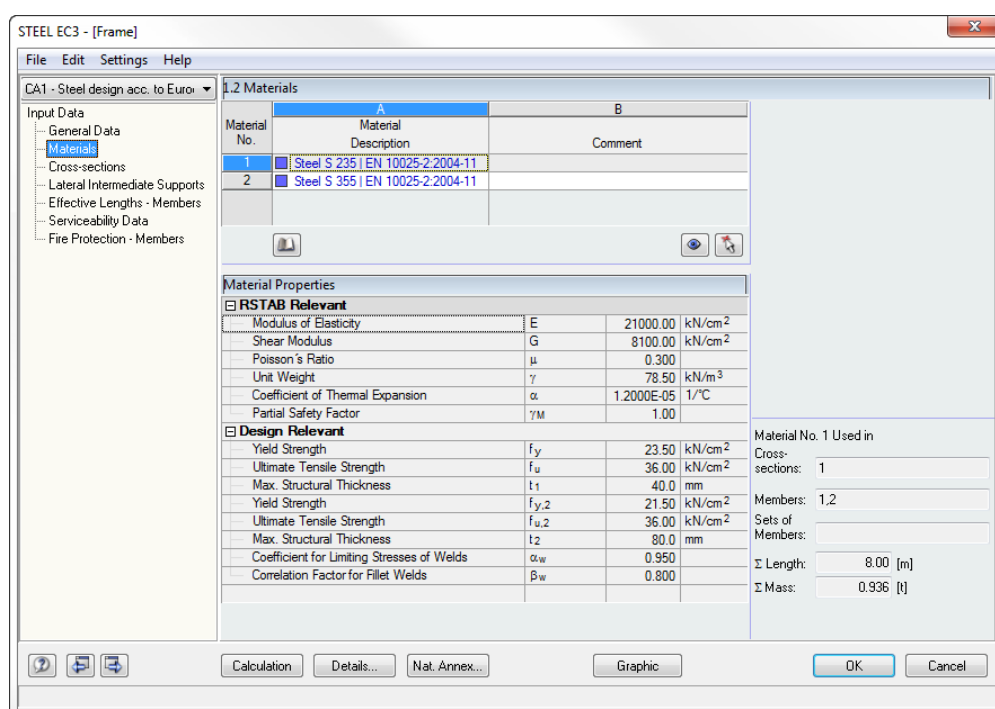 STEEL EC3 - [Frame]
File Edit Settings Help
CA1 - Steel design acc. to Euro
Input Data
General Data
Materials
Cross-sections
Lateral Intermediate Supports
Effective Lengths - Members
Serviceability Data
Fire Protection - Members
1.2 Materials
A B
Material No. Material Description Comment
1 Steel S 235 | EN 10025-2:2004-11
2 Steel S 355 | EN 10025-2:2004-11
Material Properties
RSTAB Relevant
Modulus of Elasticity E 21000.00 kN/cm2
Shear Modulus G 8100.00 kN/cm2
Poisson´s Ratio μ 0.300
Unit Weight γ 78.50 kN/m3
Coefficient of Thermal Expansion α 1.2000E-05 1/°C
Partial Safety Factor γM 1.00
Design Relevant
Yield Strength fy 23.50 kN/cm2
Ultimate Tensile Strength fu 36.00 kN/cm2
Max. Structural Thickness t1 40.0 mm
Yield Strength fy,2 21.50 kN/cm2
Ultimate Tensile Strength fu,2 36.00 kN/cm2
Max. Structural Thickness t2 80.0 mm
Coefficient for Limiting Stresses of Welds αw 0.950
Correlation Factor for Fillet Welds βw 0.800
Material No. 1 Used in
Cross-
sections: 1
Members: 1,2
Sets of
Members:
Σ Length: 8.00 [m]
Σ Mass: 0.936 [t]
Calculation Details... Nat. Annex... Graphic OK Cancel